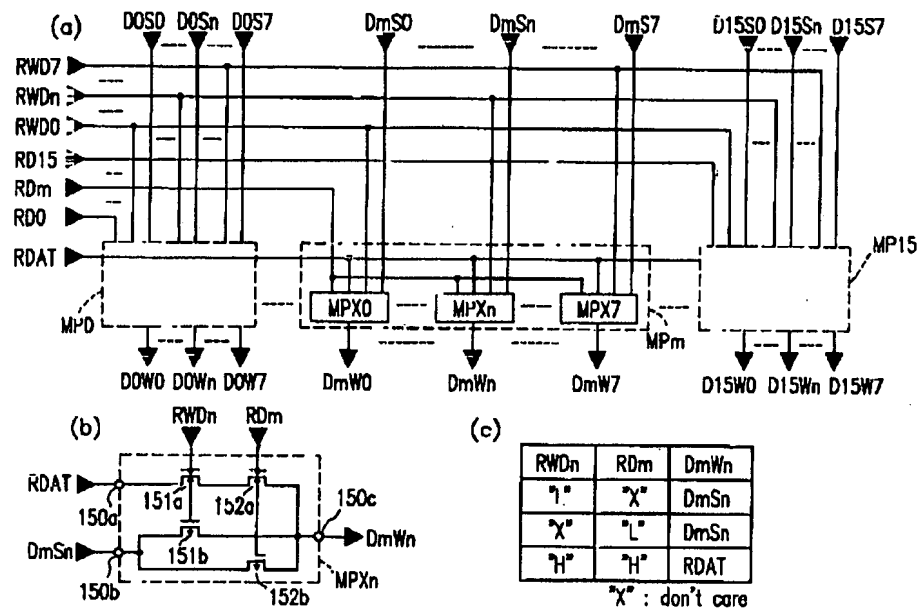 (a)
D0S0 D0Sn D0S7 DmS0 DmSn DmS7 D15S0 D15Sn D15S7
RWD7
RWDn
RWD0
RD15
RDm
RD0
RDAT
MP15
MPX0 MPXn MPX7
MP0 MPm
D0W0 D0Wn D0W7 DmW0 DmWn DmW7 D15W0 D15Wn D15W7
(b) RWDn RDm
RDAT
151a 152a 150c
150a
DmWn
DmSn
151b
150b MPXn
152b
(c)
RWDn RDm DmWn
"L" "X" DmSn
"X" "L" DmSn
"H" "H" RDAT
"X" : don't care